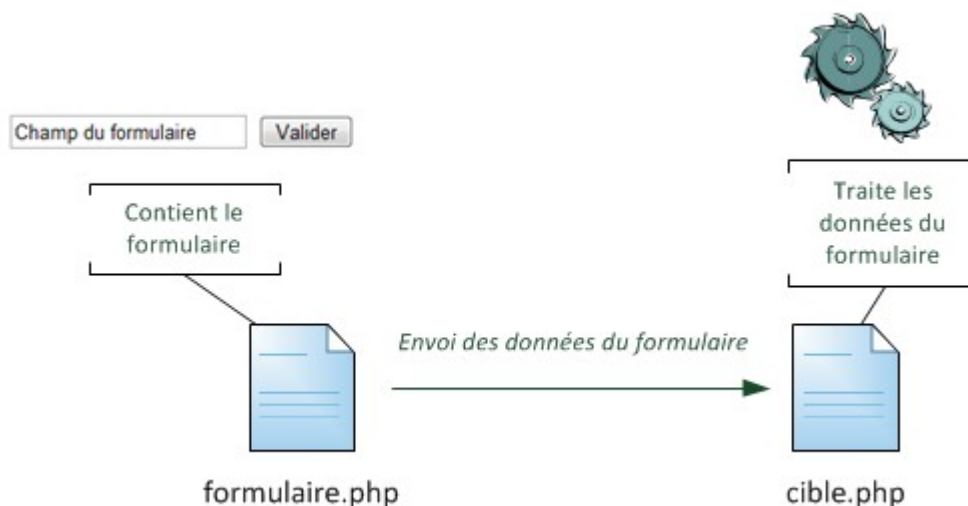 Champ du formulaire
Valider
Contient le
formulaire
Traite les
données du
formulaire
Envoi des données du formulaire
formulaire.php
cible.php